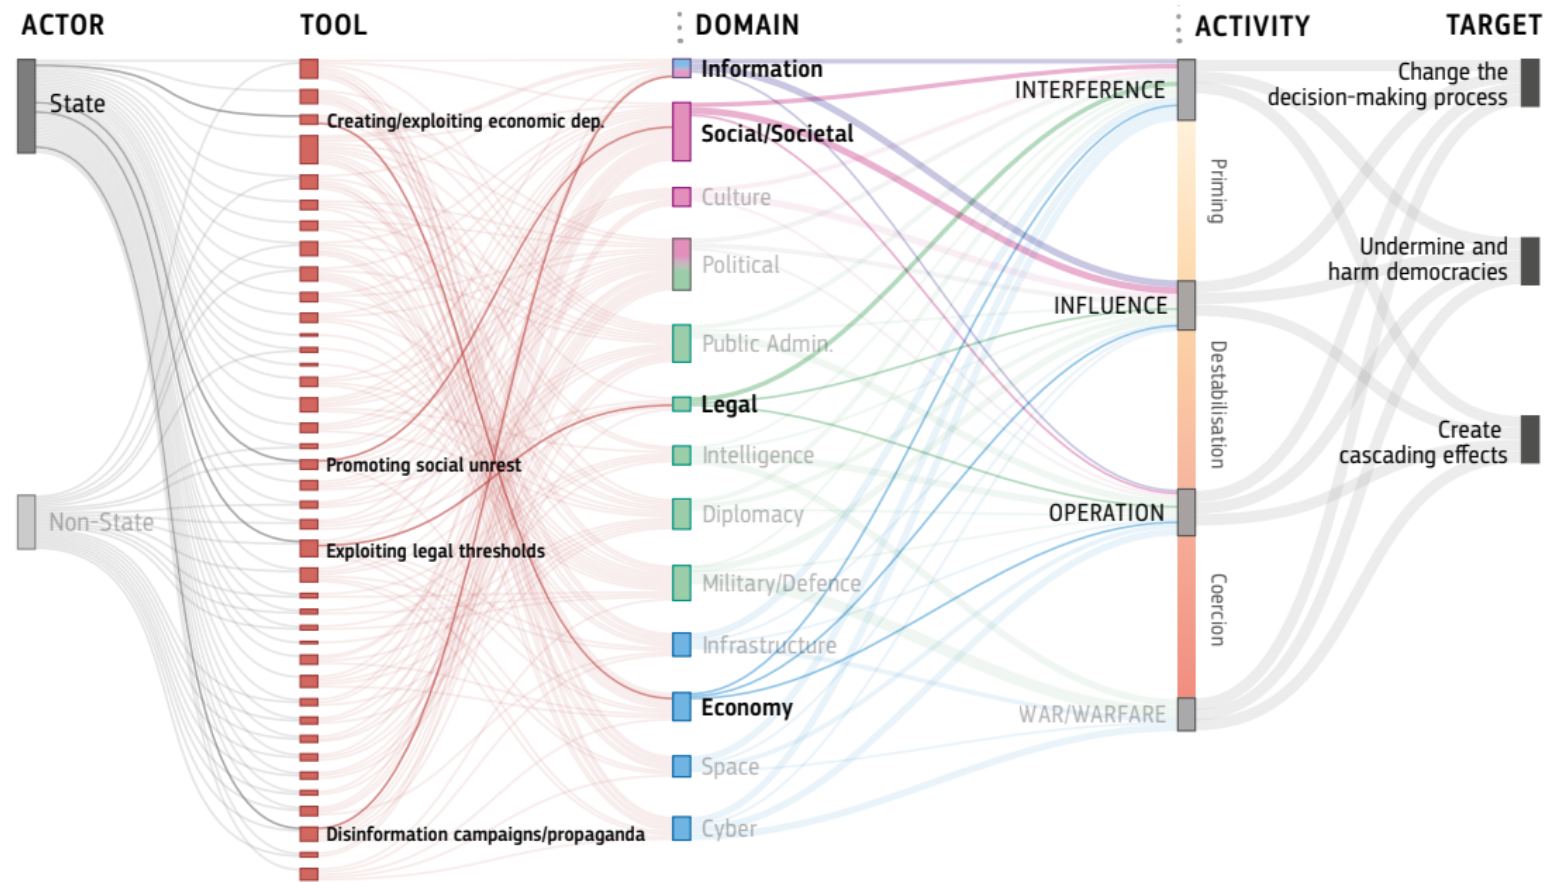 ACTOR
TOOL
DOMAIN
ACTIVITY
TARGET
State
Non-State
Creating/exploiting economic dep.
Promoting social unrest
Exploiting legal thresholds
Disinformation campaigns/propaganda
Information
Social/Societal
Culture
Political
Public Admin.
Legal
Intelligence
Diplomacy
Military/Defence
Infrastructure
Economy
Space
Cyber
INTERFERENCE
Priming
INFLUENCE
Destabilisation
OPERATION
Coercion
WAR/WARFARE
Change the
decision-making process
Undermine and
harm democracies
Create
cascading effects